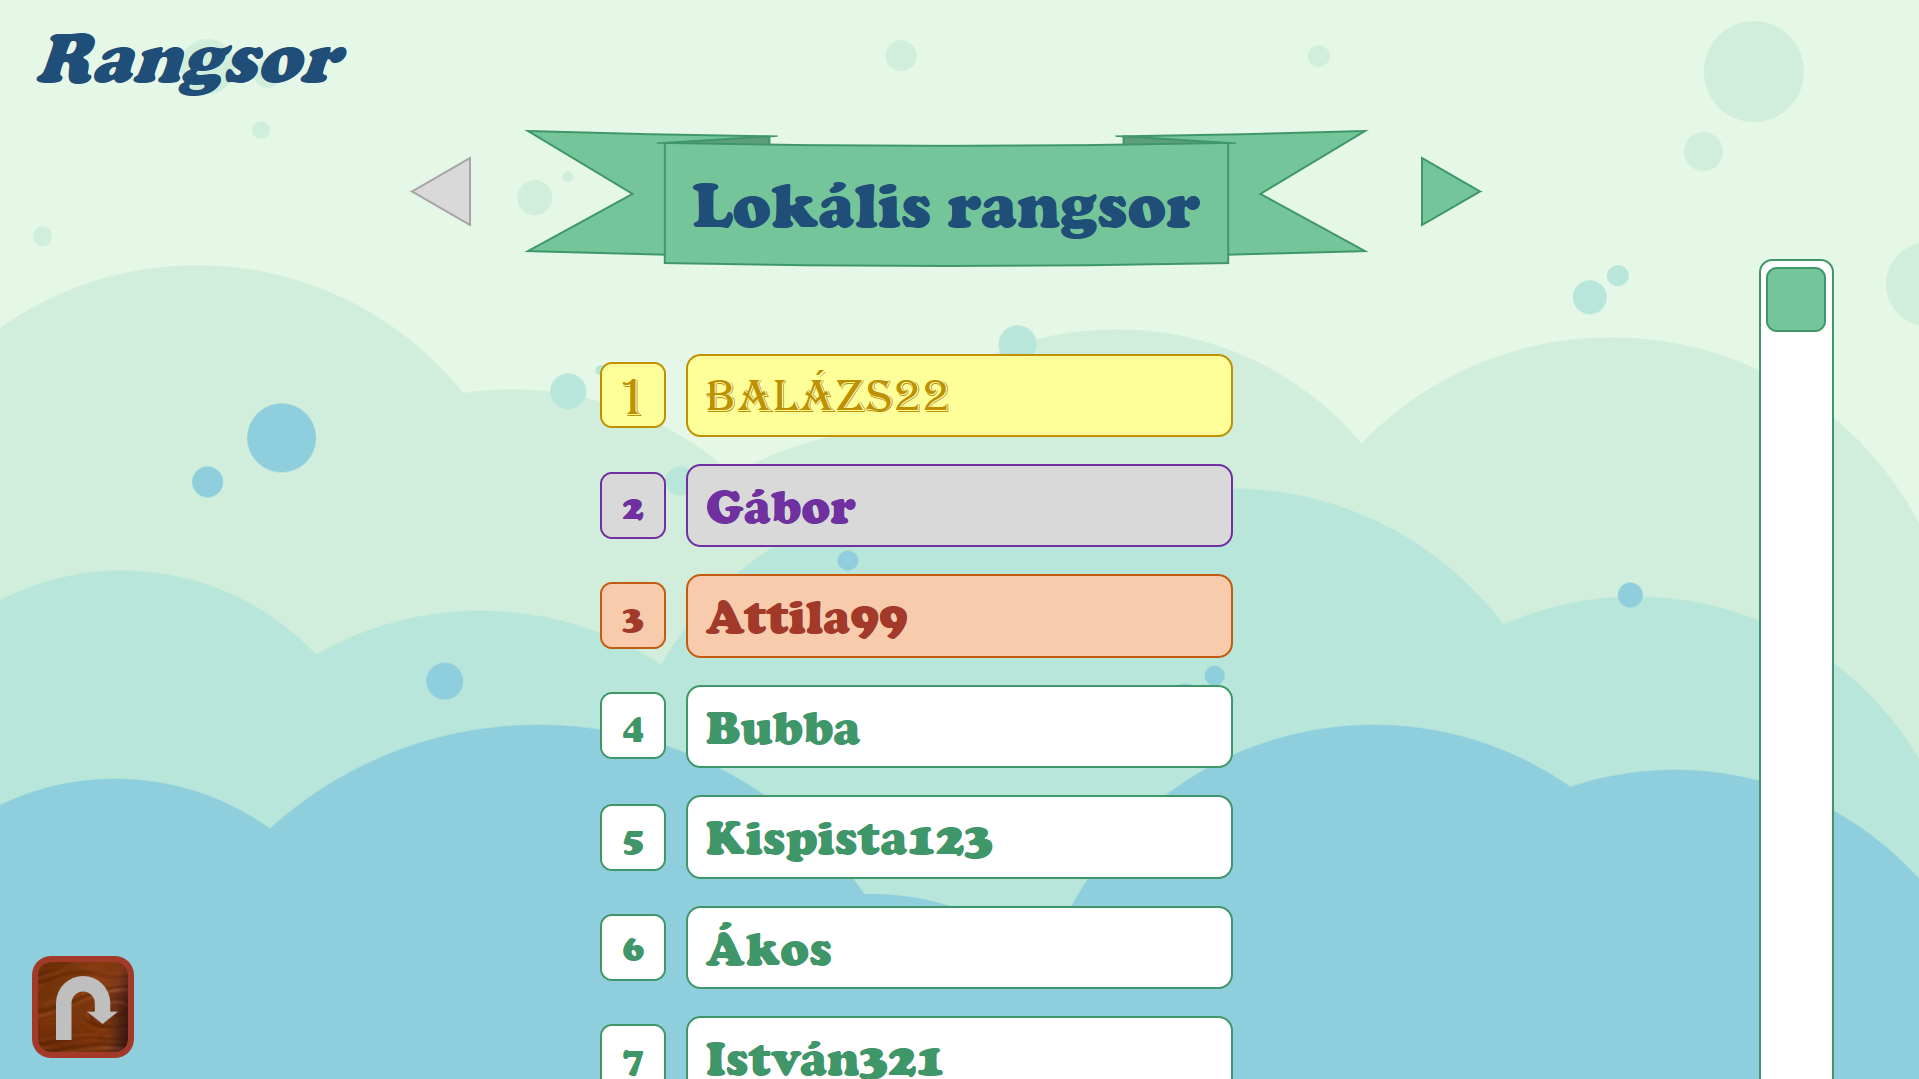 Rangsor
Lokális rangsor
1 BALÁZS22
2 Gábor
3 Attila99
4 Bubba
5 Kispista123
6 Ákos
7 István321